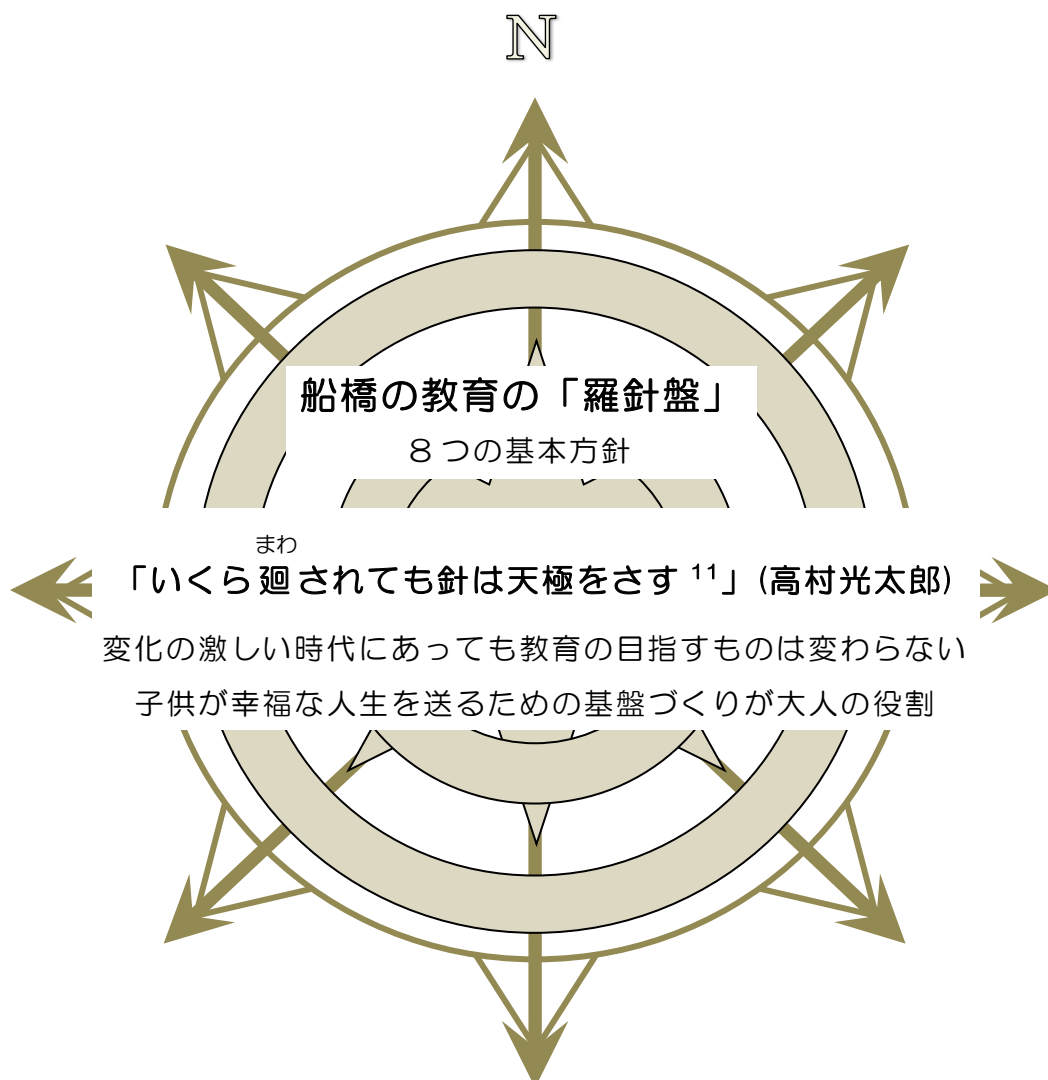 N
船橋の教育の「羅針盤」
８つの基本方針
まわ
「いくら廻されても針は天極をさす 11」(高村光太郎)
変化の激しい時代にあっても教育の目指すものは変わらない
子供が幸福な人生を送るための基盤づくりが大人の役割